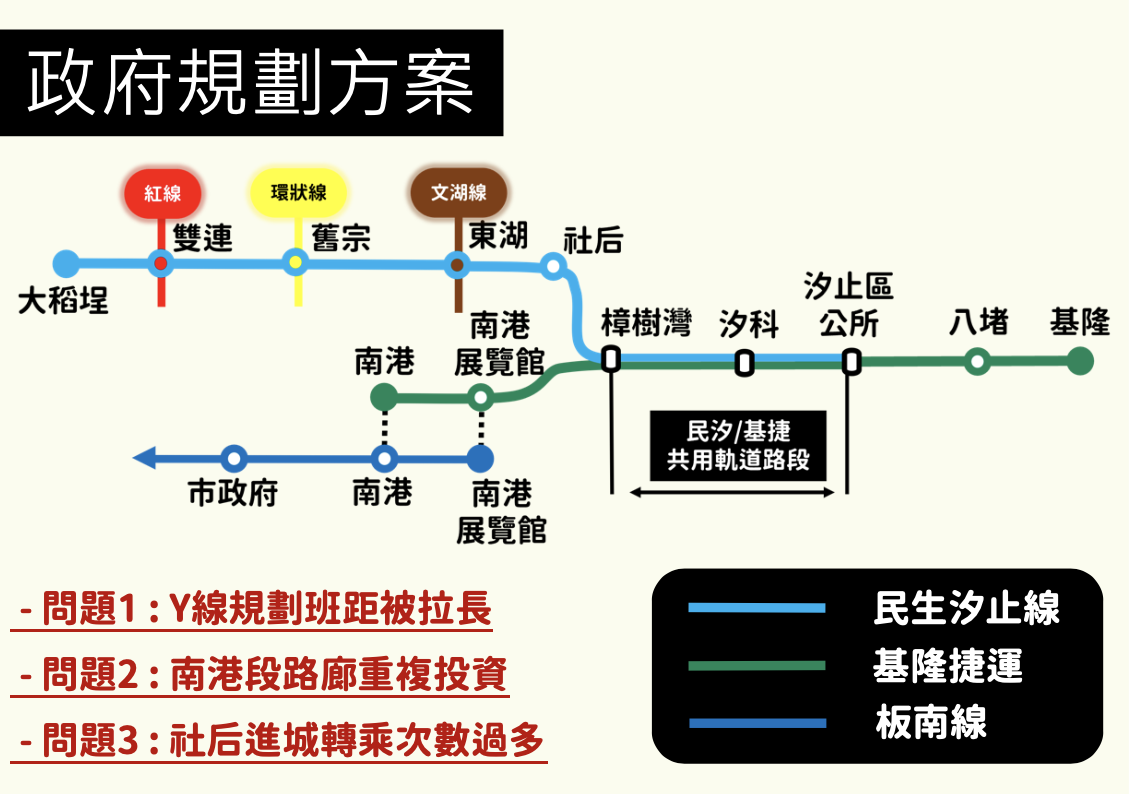 政府規劃方案
紅線
環狀線
文湖線
雙連
舊宗
東湖
社后
大稻埕
汐止區
公所
樟樹灣
汐科
八堵
基隆
南港
南港
展覽館
民汐/基捷
共用軌道路段
市政府
南港
南港
展覽館
- 問題1 : Y線規劃班距被拉長
- 問題2 : 南港段路廊重複投資
- 問題3 : 社后進城轉乘次數過多
民生汐止線
基隆捷運
板南線